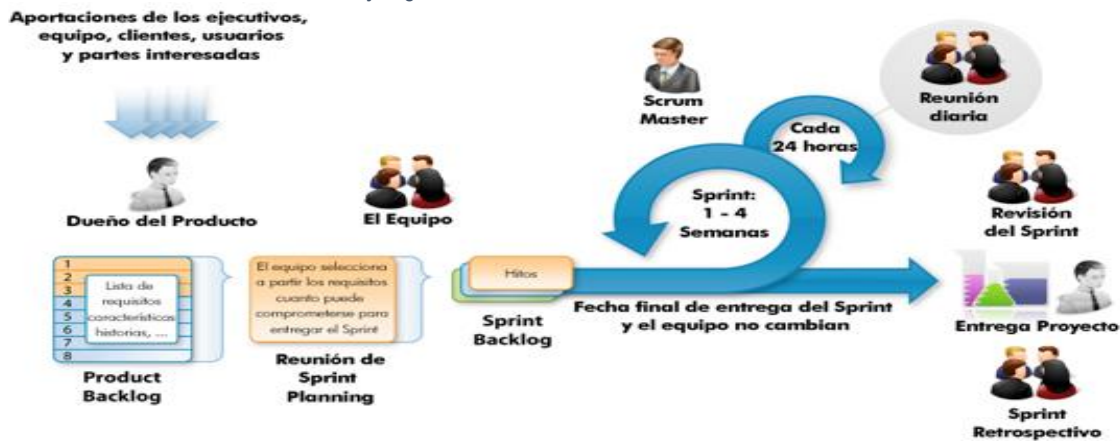 Aportaciones de los ejecutivos,
equipo, clientes, usuarios
y partes interesadas
Dueño del Producto
El Equipo
Scrum
Master
Cada
24 horas
Reunión
diaria
Sprint:
1 - 4
Semanas
Revisión
del Sprint
1
2
3
4
5
6
7
8
Lista de
requisitos
características
historias, ...
Product
Backlog
El equipo selecciona
a partir los requisitos
cuanto puede
comprometerse para
entregar el Sprint
Reunión de
Sprint
Planning
Hitos
Sprint
Backlog
Fecha final de entrega del Sprint
y el equipo no cambian
Entrega Proyecto
Sprint
Retrospectivo